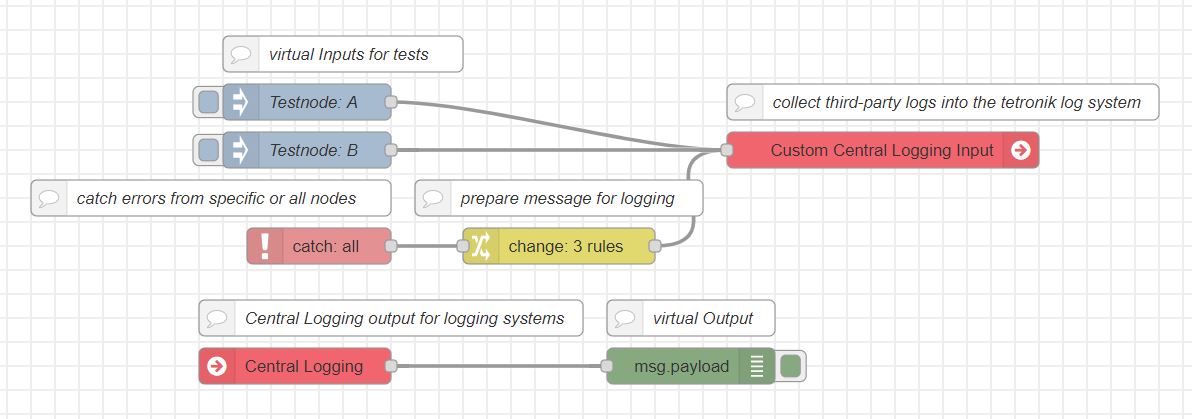 virtual Inputs for tests
Testnode: A
collect third-party logs into the tetronik log system
Testnode: B
Custom Central Logging Input
catch errors from specific or all nodes
prepare message for logging
catch: all
change: 3 rules
Central Logging output for logging systems
virtual Output
Central Logging
msg.payload